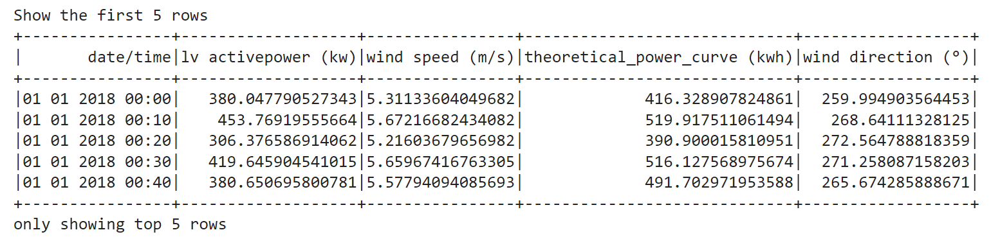 Show the first 5 rows
+----------------+-------------------+----------------+----------------------------+------------------+
|       date/time|lv activepower (kw)|wind speed (m/s)|theoretical_power_curve (kwh)|wind direction (°)|
+----------------+-------------------+----------------+----------------------------+------------------+
|01 01 2018 00:00|   380.047790527343|5.31133604049682|             416.328907824861|  259.994903564453|
|01 01 2018 00:10|    453.76919555664|5.67216682434082|             519.917511061494|   268.64111328125|
|01 01 2018 00:20|   306.376586914062|5.21603679656982|             390.900015810951|  272.564788818359|
|01 01 2018 00:30|   419.645904541015|5.65967416763305|             516.127568975674|  271.258087158203|
|01 01 2018 00:40|   380.650695800781|5.57794094085693|             491.702971953588|  265.674285888671|
+----------------+-------------------+----------------+----------------------------+------------------+
only showing top 5 rows